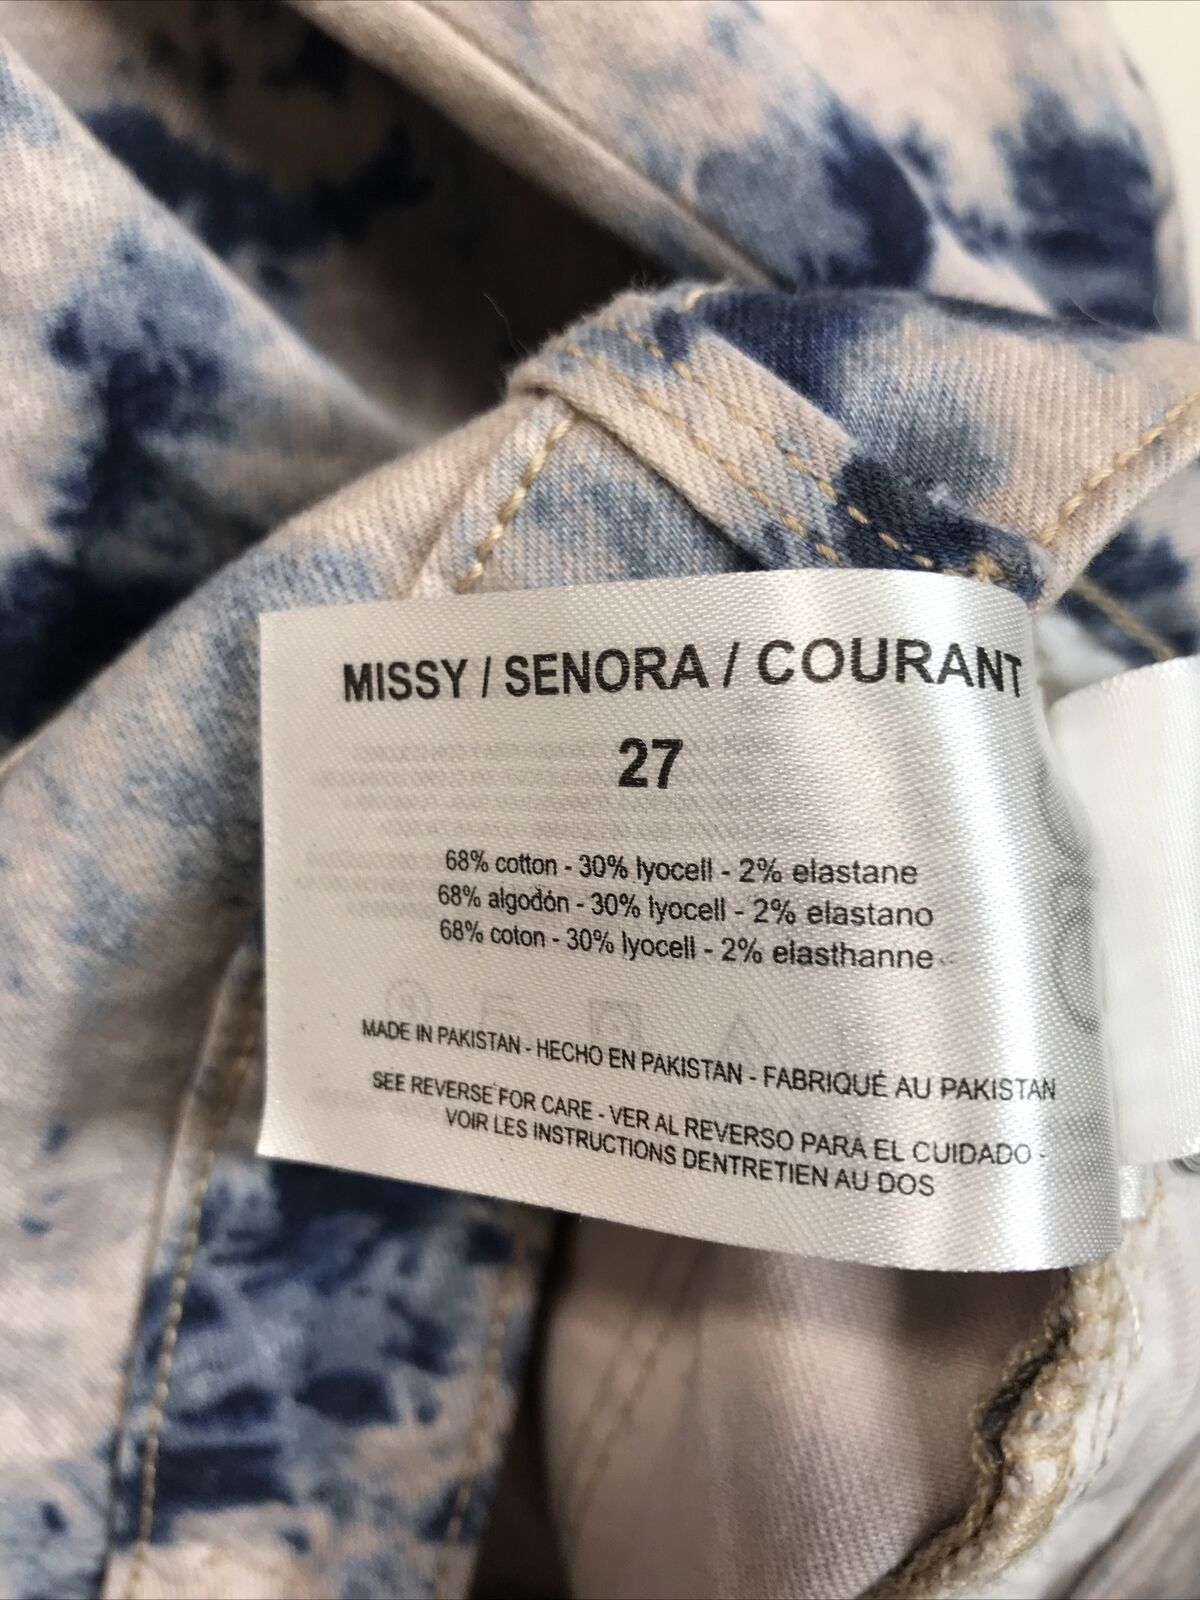 MISSY / SENORA / COURANT
27
68% cotton - 30% lyocell - 2% elastane
68% algodón - 30% lyocell - 2% elastano
68% coton - 30% lyocell - 2% elasthanne
MADE IN PAKISTAN - HECHO EN PAKISTAN - FABRIQUÉ AU PAKISTAN
SEE REVERSE FOR CARE - VER AL REVERSO PARA EL CUIDADO -
VOIR LES INSTRUCTIONS DENTRETIEN AU DOS